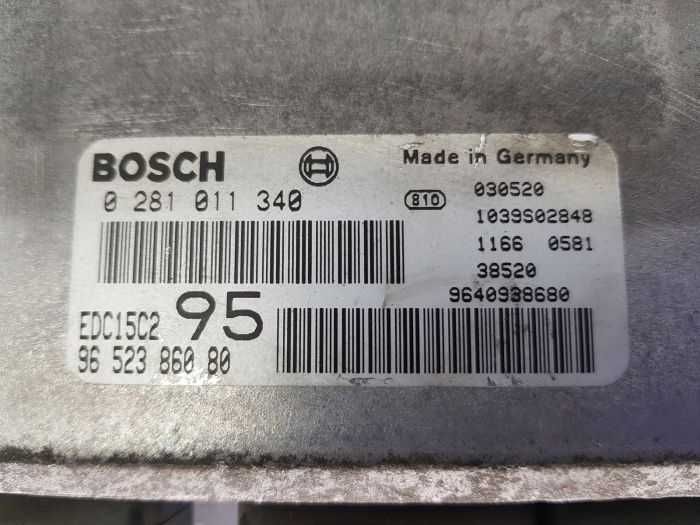 BOSCH
0 281 011 340
Made in Germany
810
030520
1039S02848
1166 0581
38520
9640938680
EDC15C2
95
96 523 860 80